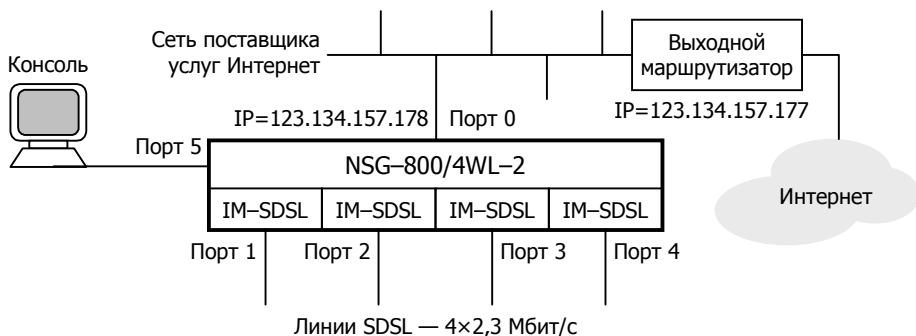 Сеть поставщика
услуг Интернет
Выходной
маршрутизатор
Консоль
IP=123.134.157.178
Порт 0
IP=123.134.157.177
Порт 5
NSG–800/4WL–2
Интернет
IM–SDSL
IM–SDSL
IM–SDSL
IM–SDSL
Порт 1
Порт 2
Порт 3
Порт 4
Линии SDSL — 4×2,3 Мбит/с